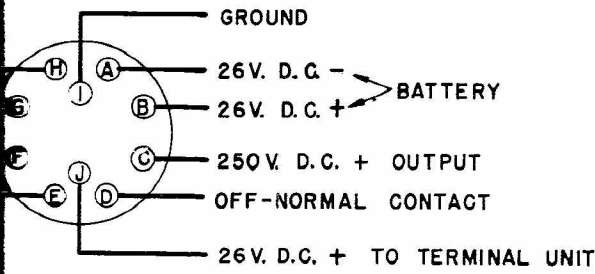 GROUND
H A 26V. D.C. -
I
BATTERY
G B 26V. D.C. +
F C 250V. D.C. + OUTPUT
J
E D OFF-NORMAL CONTACT
26V. D.C. + TO TERMINAL UNIT